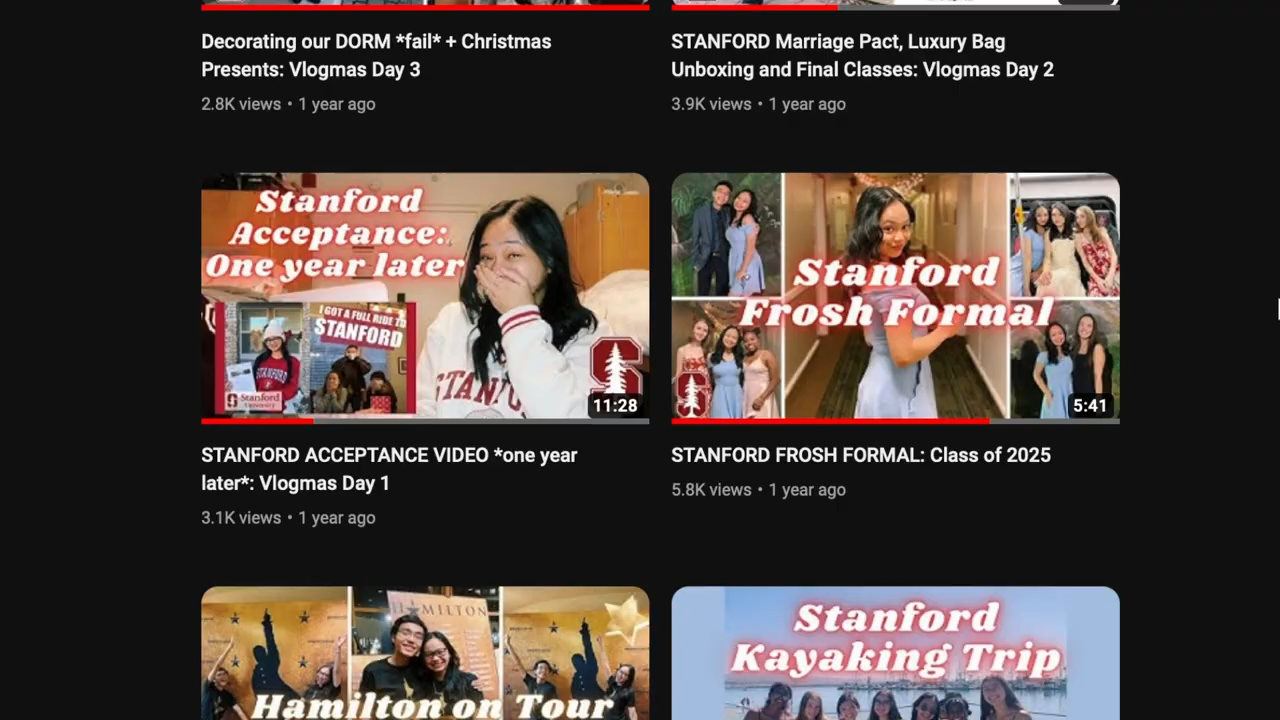 Decorating our DORM *fail* + Christmas
Presents: Vlogmas Day 3
2.8K views • 1 year ago
STANFORD Marriage Pact, Luxury Bag
Unboxing and Final Classes: Vlogmas Day 2
3.9K views • 1 year ago
Stanford
Acceptance:
One year later
I GOT A FULL RIDE TO
STANFORD
STANFORD
Stanford
University
STANFO
S
11:28
STANFORD ACCEPTANCE VIDEO *one year
later*: Vlogmas Day 1
3.1K views • 1 year ago
Stanford
Frosh Formal
5:41
STANFORD FROSH FORMAL: Class of 2025
5.8K views • 1 year ago
HAMILTON
Hamilton on Tour
Stanford
Kayaking Trip